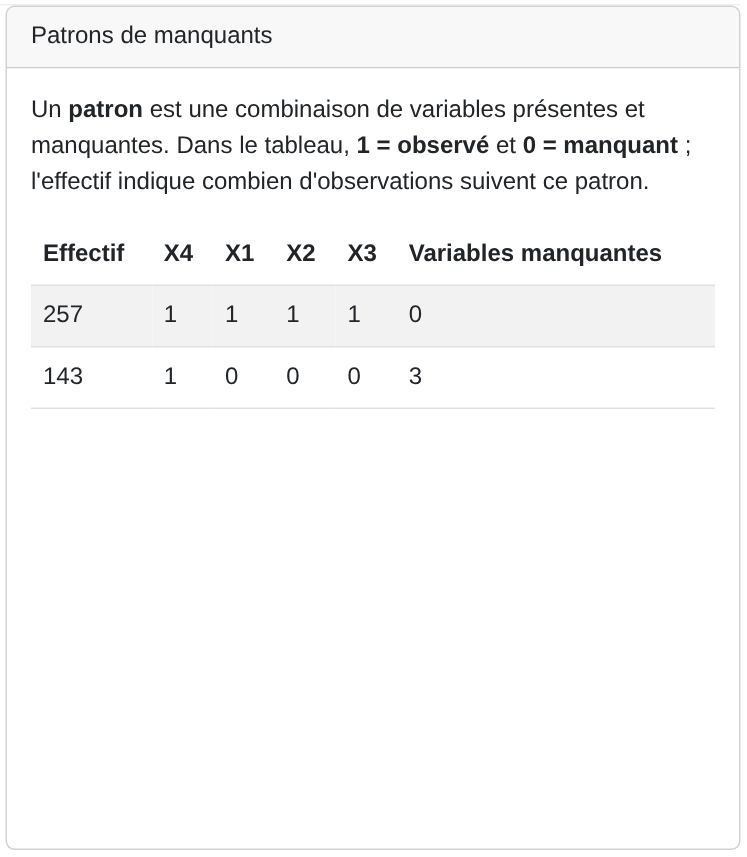 Patrons de manquants
Un patron est une combinaison de variables présentes et
manquantes. Dans le tableau, 1 = observé et 0 = manquant ;
l'effectif indique combien d'observations suivent ce patron.
Effectif X4 X1 X2 X3 Variables manquantes
257 1 1 1 1 0
143 1 0 0 0 3